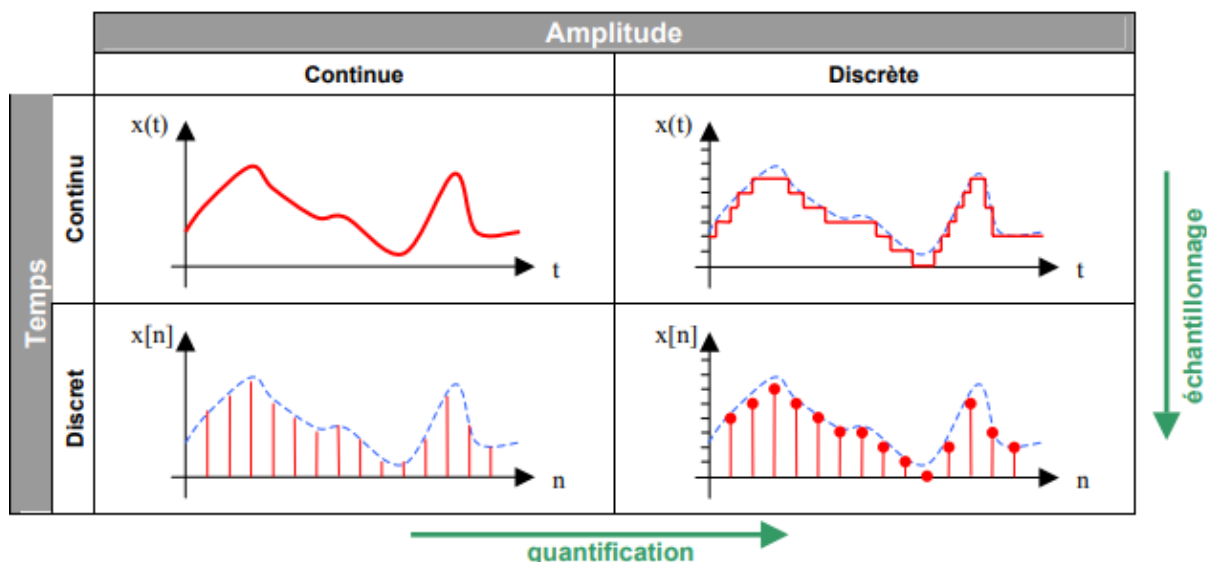 Amplitude
Continue
Discrète
Temps
Continu
x(t)
t
x(t)
t
échantillonnage
Discret
x[n]
n
x[n]
n
quantification